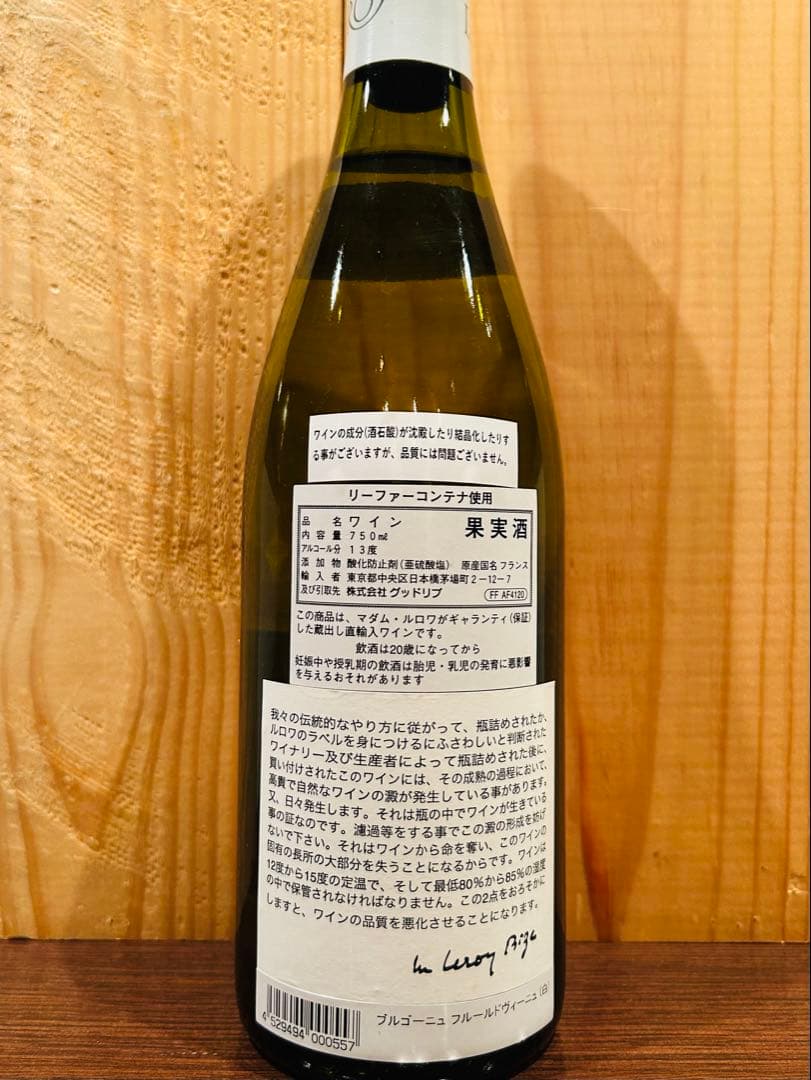 ワインの成分(酒石酸)が沈殿したり結晶化したりす
る事がございますが、品質には問題ございません。
リーファーコンテナ使用
品名 ワイン 果実酒
内容量 750㎖
アルコール分 13度
添加物 酸化防止剤(亜硫酸塩) 原産国名 フランス
輸入者 東京都中央区日本橋茅場町2-12-7
及び引取先 株式会社 グッドリブ FF AF4120
この商品は、マダム・ルロワがギャランティ(保証)
した蔵出し直輸入ワインです。
飲酒は20歳になってから
妊娠中や授乳期の飲酒は胎児・乳児の発育に悪影響
を与えるおそれがあります
我々の伝統的なやり方に従がって、瓶詰めされたか、
ルロワのラベルを身につけるにふさわしいと判断された
ワイナリー及び生産者によって瓶詰めされた後に、
買い付けされたこのワインには、その成熟の過程において、
高貴で自然なワインの澱が発生している事があります。
又、日々発生します。それは瓶の中でワインが生きている
事の証なのです。濾過等をする事でこの澱の形成を妨げ
ないで下さい。それはワインから命を奪い、このワインの
固有の長所の大部分を失うことになるからです。ワインは
12度から15度の定温で、そして最低80%から85%の湿度
の中で保管されなければなりません。この2点をおろそかに
しますと、ワインの品質を悪化させることになります。
Leroy Bize
4 529494 000557
ブルゴーニュ フルールドヴィーニュ(白)